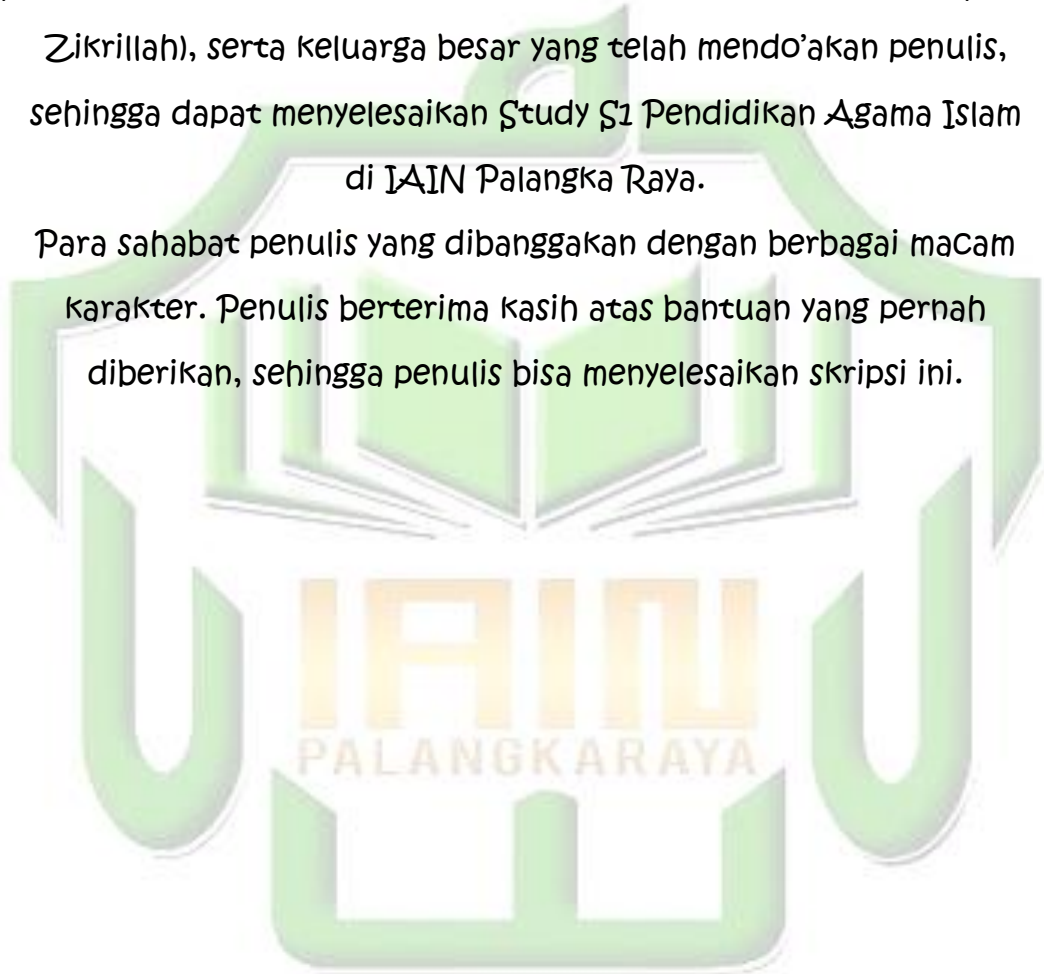 Zikrillah), serta keluarga besar yang telah mendo'akan penulis,
sehingga dapat menyelesaikan Study S1 Pendidikan Agama Islam
di IAIN Palangka Raya.
Para sahabat penulis yang dibanggakan dengan berbagai macam
karakter. Penulis berterima kasih atas bantuan yang pernah
diberikan, sehingga penulis bisa menyelesaikan skripsi ini.
IAIN
PALANGKARAYA